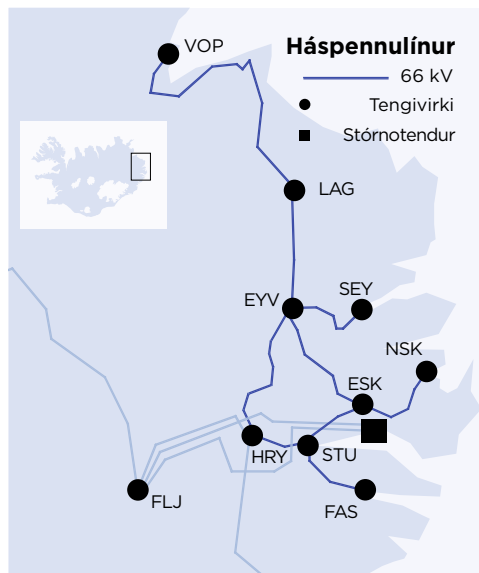 Háspennulínur
66 kV
Tengivirki
Stórnotendur
VOP
LAG
EYV
SEY
NSK
ESK
HRY
STU
FLJ
FAS